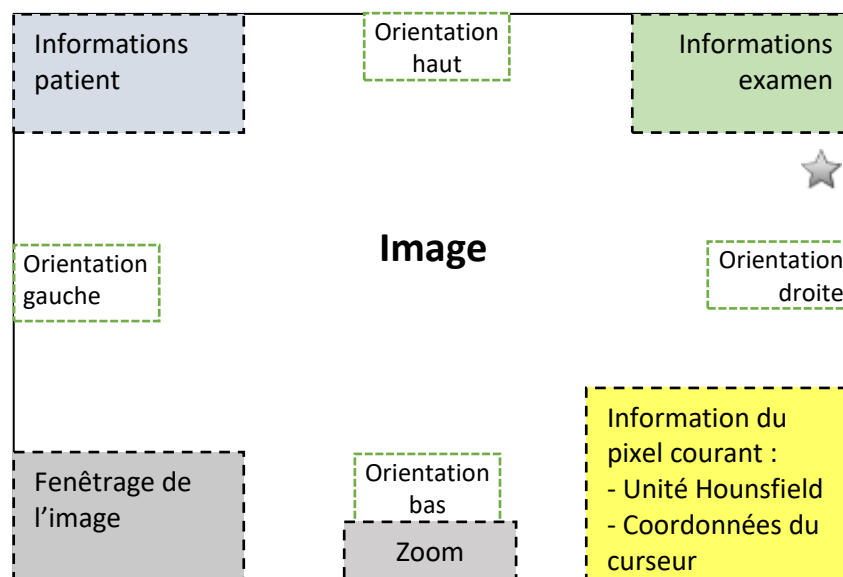 Informations
patient
Orientation
haut
Informations
examen
Orientation
gauche
Image
Orientation
droite
Fenêtrage de
l’image
Orientation
bas
Zoom
Information du
pixel courant :
- Unité Hounsfield
- Coordonnées du
curseur